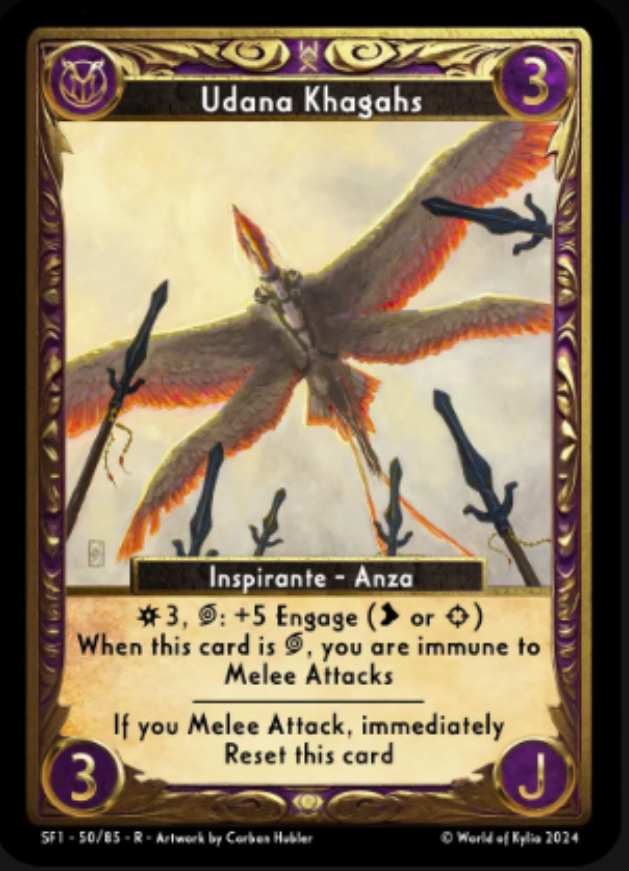 3
Udana Khagahs
Inspirante - Anza
3, : +5 Engage ( or )
When this card is , you are immune to
Melee Attacks
If you Melee Attack, immediately
Reset this card
3
J
SF1 - 50/85 - R - Artwork by Corban Hubler
© World of Kylia 2024